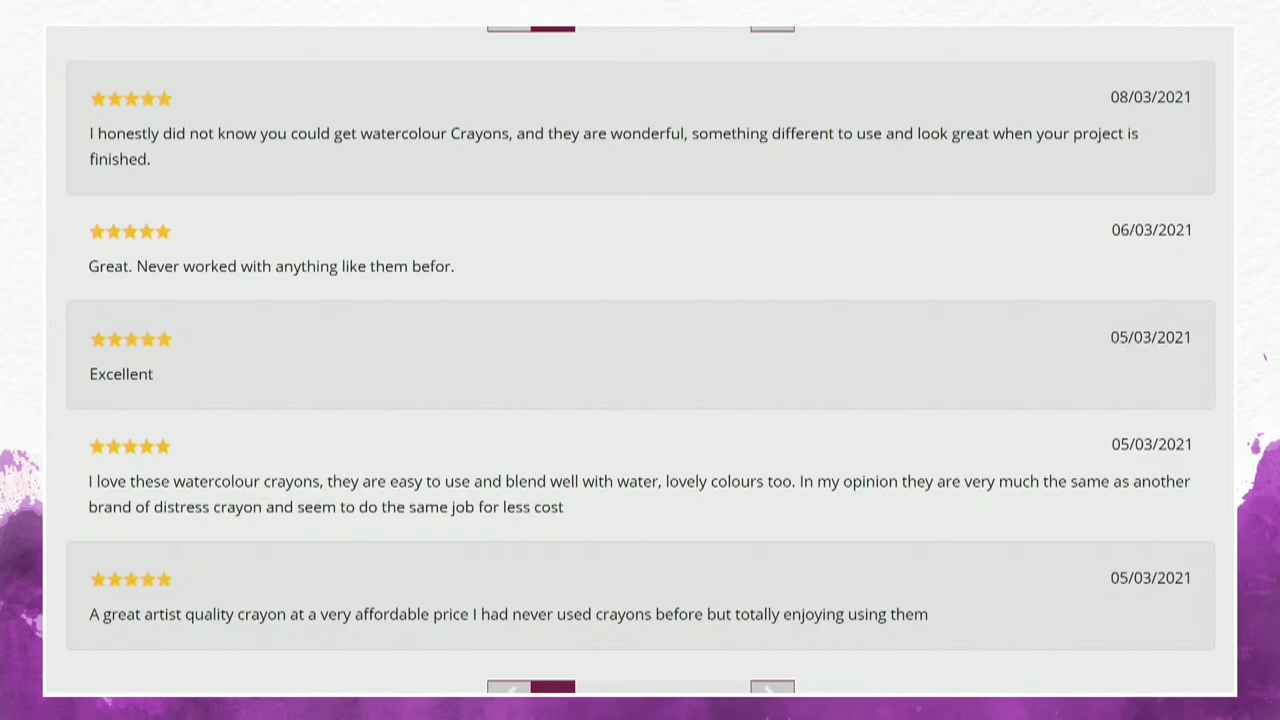 08/03/2021
I honestly did not know you could get watercolour Crayons, and they are wonderful, something different to use and look great when your project is
finished.
06/03/2021
Great. Never worked with anything like them befor.
05/03/2021
Excellent
05/03/2021
I love these watercolour crayons, they are easy to use and blend well with water, lovely colours too. In my opinion they are very much the same as another
brand of distress crayon and seem to do the same job for less cost
05/03/2021
A great artist quality crayon at a very affordable price I had never used crayons before but totally enjoying using them